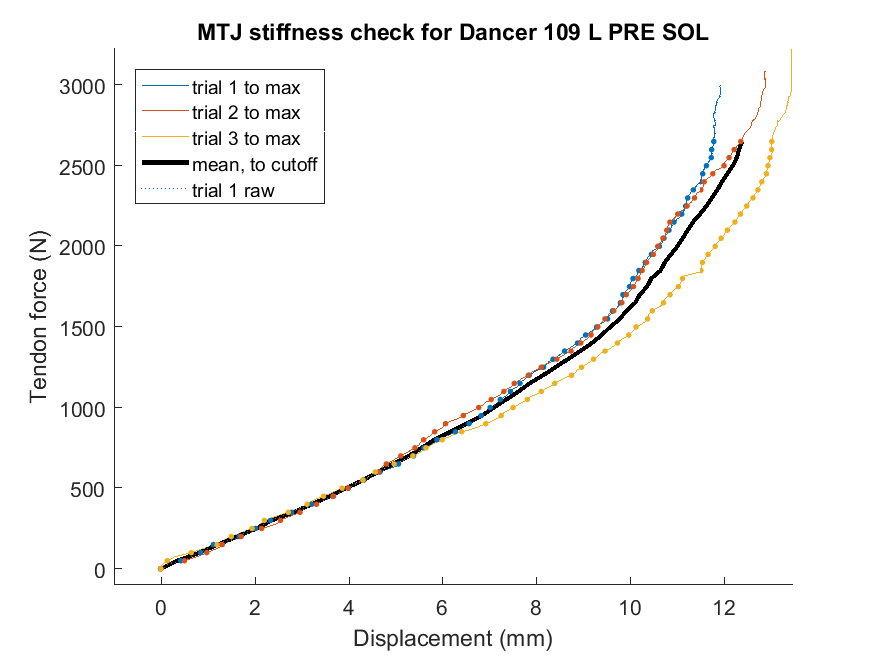 MTJ stiffness check for Dancer 109 L PRE SOL
trial 1 to max
trial 2 to max
trial 3 to max
mean, to cutoff
trial 1 raw
Tendon force (N)
3000
2500
2000
1500
1000
500
0
0 2 4 6 8 10 12
Displacement (mm)